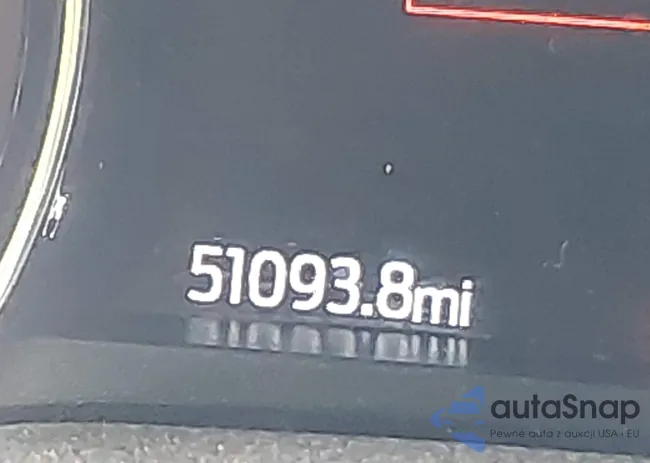 51093.8mi
autaSnap
Pewne auta z aukcji USA i EU